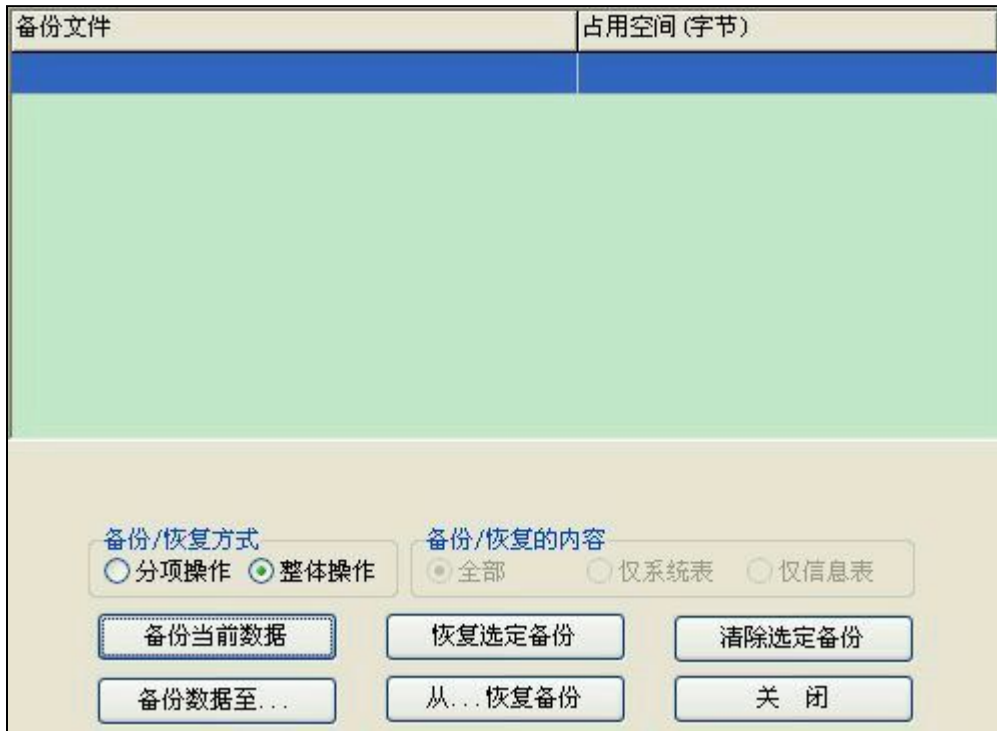 备份文件 占用空间(字节)
备份/恢复方式 备份/恢复的内容
分项操作 整体操作 全部 仅系统表 仅信息表
备份当前数据 恢复选定备份 清除选定备份
备份数据至... 从...恢复备份 关 闭